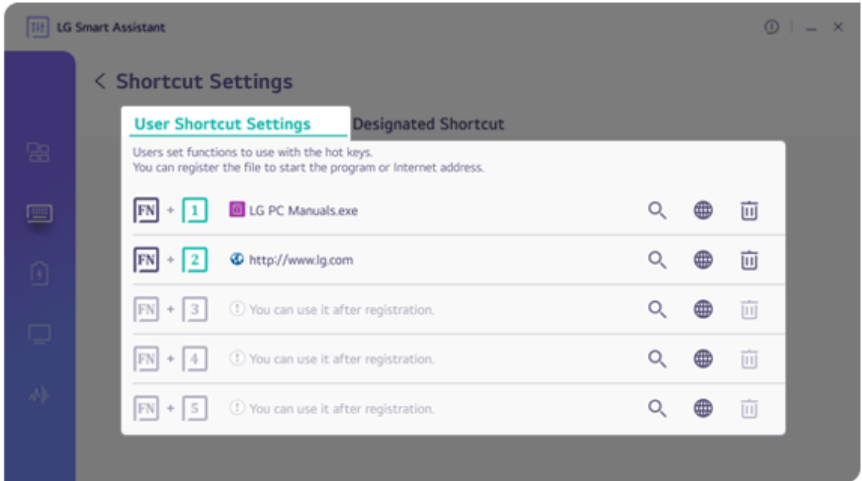 LG Smart Assistant
Shortcut Settings
User Shortcut Settings Designated Shortcut
Users set functions to use with the hot keys.
You can register the file to start the program or Internet address.
FN + 1 LG PC Manuals.exe
FN + 2 http://www.lg.com
FN + 3 You can use it after registration.
FN + 4 You can use it after registration.
FN + 5 You can use it after registration.